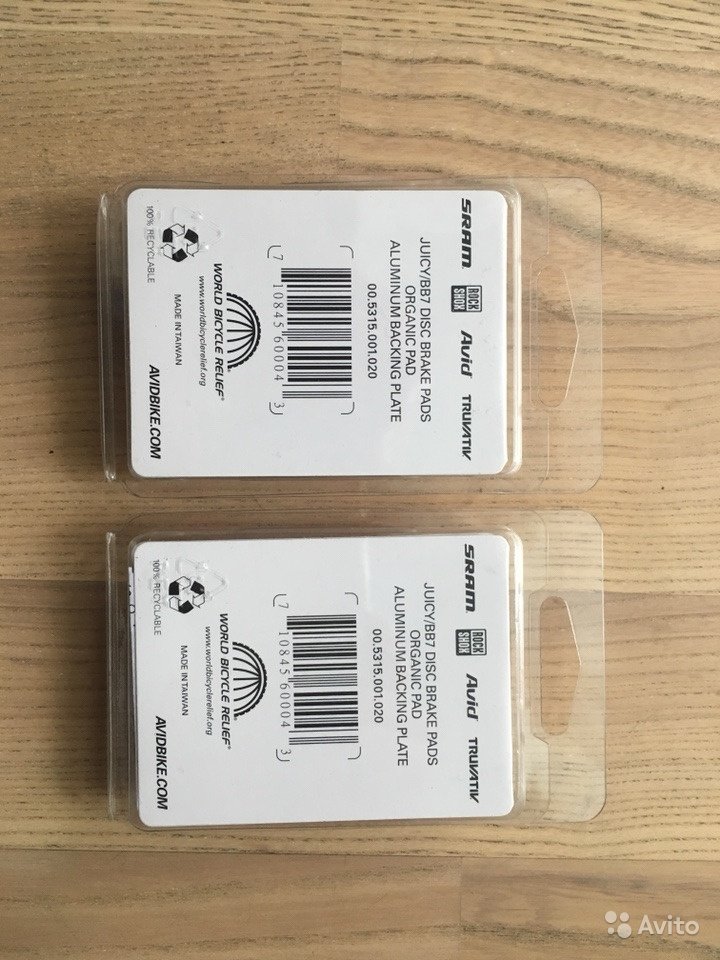 SRAM ROCK SHOX Avid TRUVATIV
JUICY/BB7 DISC BRAKE PADS
ORGANIC PAD
ALUMINUM BACKING PLATE
00.5315.001.020
7 10845 60004 3
WORLD BICYCLE RELIEF®
www.worldbicyclerelief.org
100% RECYCLABLE
MADE IN TAIWAN
AVIDBIKE.COM
SRAM ROCK SHOX Avid TRUVATIV
JUICY/BB7 DISC BRAKE PADS
ORGANIC PAD
ALUMINUM BACKING PLATE
00.5315.001.020
7 10845 60004 3
WORLD BICYCLE RELIEF®
www.worldbicyclerelief.org
100% RECYCLABLE
MADE IN TAIWAN
AVIDBIKE.COM
Avito